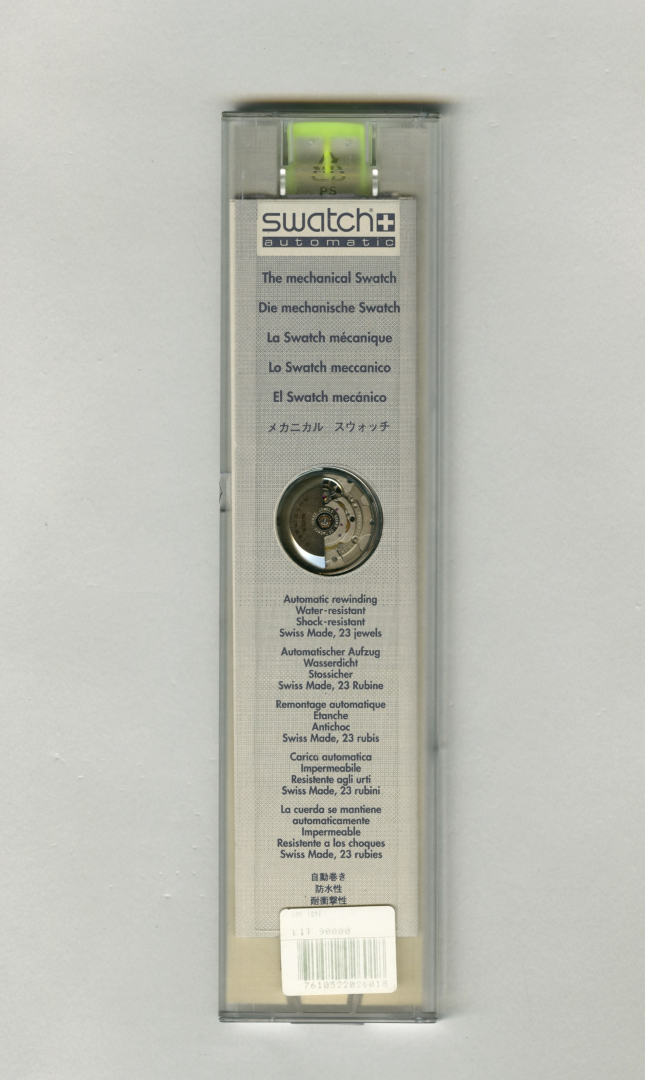 PS
swatch
automatic
The mechanical Swatch
Die mechanische Swatch
La Swatch mécanique
Lo Swatch meccanico
El Swatch mecánico
メカニカル スウォッチ
Automatic rewinding
Water-resistant
Shock-resistant
Swiss Made, 23 jewels
Automatischer Aufzug
Wasserdicht
Stossicher
Swiss Made, 23 Rubine
Remontage automatique
Etanche
Antichoc
Swiss Made, 23 rubis
Carica automatica
Impermeabile
Resistente agli urti
Swiss Made, 23 rubini
La cuerda se mantiene
automaticamente
Impermeable
Resistente a los choques
Swiss Made, 23 rubies
自動巻き
防水性
耐衝撃性
90000